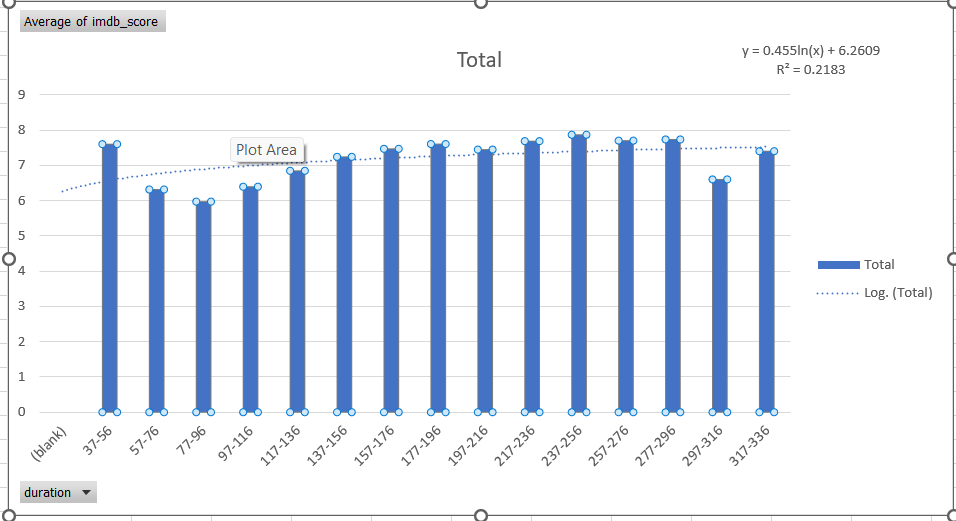 Average of imdb_score
Total
y = 0.455ln(x) + 6.2609
R² = 0.2183
9
8
7
6
5
4
3
2
1
0
Plot Area
Total
Log. (Total)
(blank)
37-56
57-76
77-96
97-116
117-136
137-156
157-176
177-196
197-216
217-236
237-256
257-276
277-296
297-316
317-336
duration